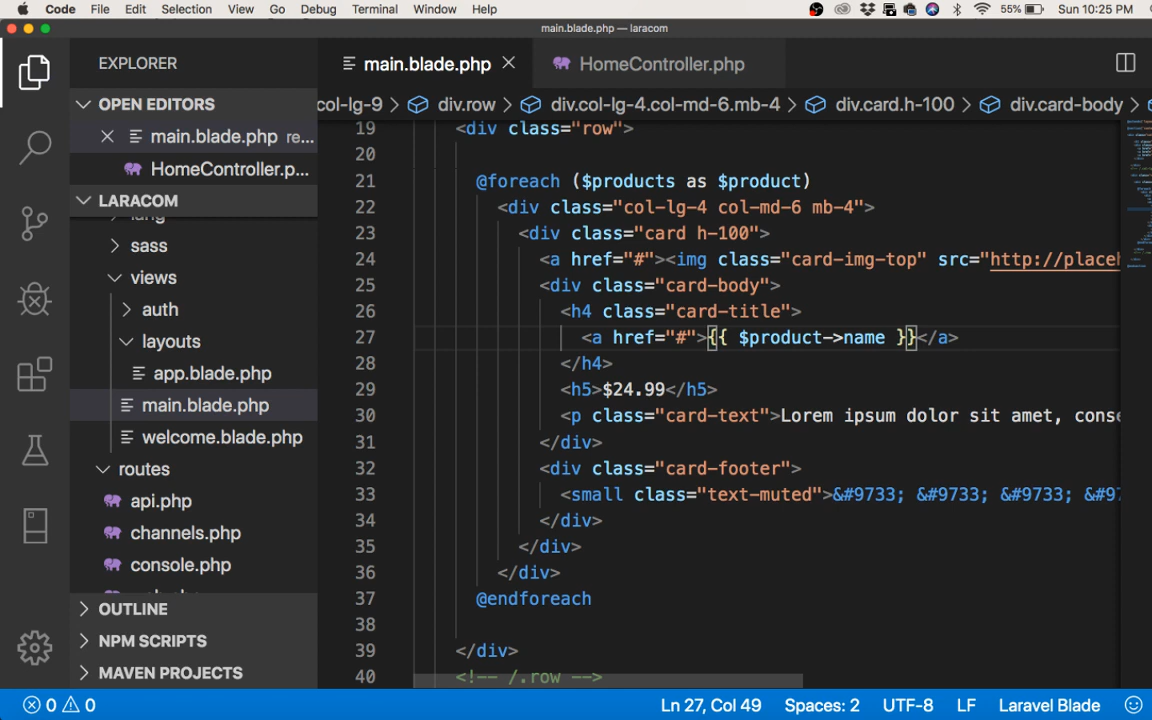 Code File Edit Selection View Go Debug Terminal Window Help 55% Sun 10:25 PM
main.blade.php — laracom
EXPLORER
OPEN EDITORS
main.blade.php re...
HomeController.p...
LARACOM
lang
sass
views
auth
layouts
app.blade.php
main.blade.php
welcome.blade.php
routes
api.php
channels.php
console.php
OUTLINE
NPM SCRIPTS
MAVEN PROJECTS
main.blade.php HomeController.php
col-lg-9 > div.row > div.col-lg-4.col-md-6.mb-4 > div.card.h-100 > div.card-body >
19 <div class="row">
20
21 @foreach ($products as $product)
22 <div class="col-lg-4 col-md-6 mb-4">
23 <div class="card h-100">
24 <a href="#"><img class="card-img-top" src="http://placeh
25 <div class="card-body">
26 <h4 class="card-title">
27 <a href="#">{{ $product->name }}</a>
28 </h4>
29 <h5>$24.99</h5>
30 <p class="card-text">Lorem ipsum dolor sit amet, conse
31 </div>
32 <div class="card-footer">
33 <small class="text-muted">&#9733; &#9733; &#9733; &#97
34 </div>
35 </div>
36 </div>
37 @endforeach
38
39 </div>
40 <!-- /.row -->
0 0 Ln 27, Col 49 Spaces: 2 UTF-8 LF Laravel Blade